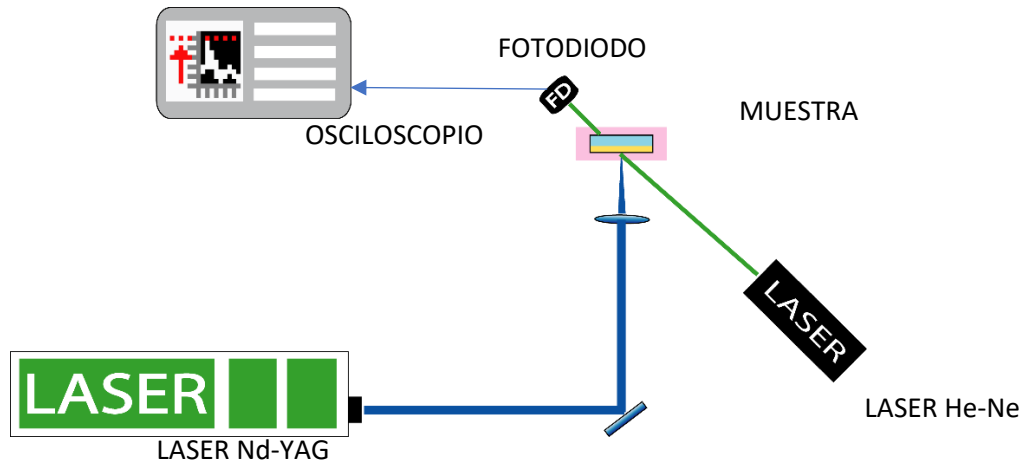 FOTODIODO
FD
MUESTRA
OSCILOSCOPIO
LASER
LASER
LASER He-Ne
LASER Nd-YAG